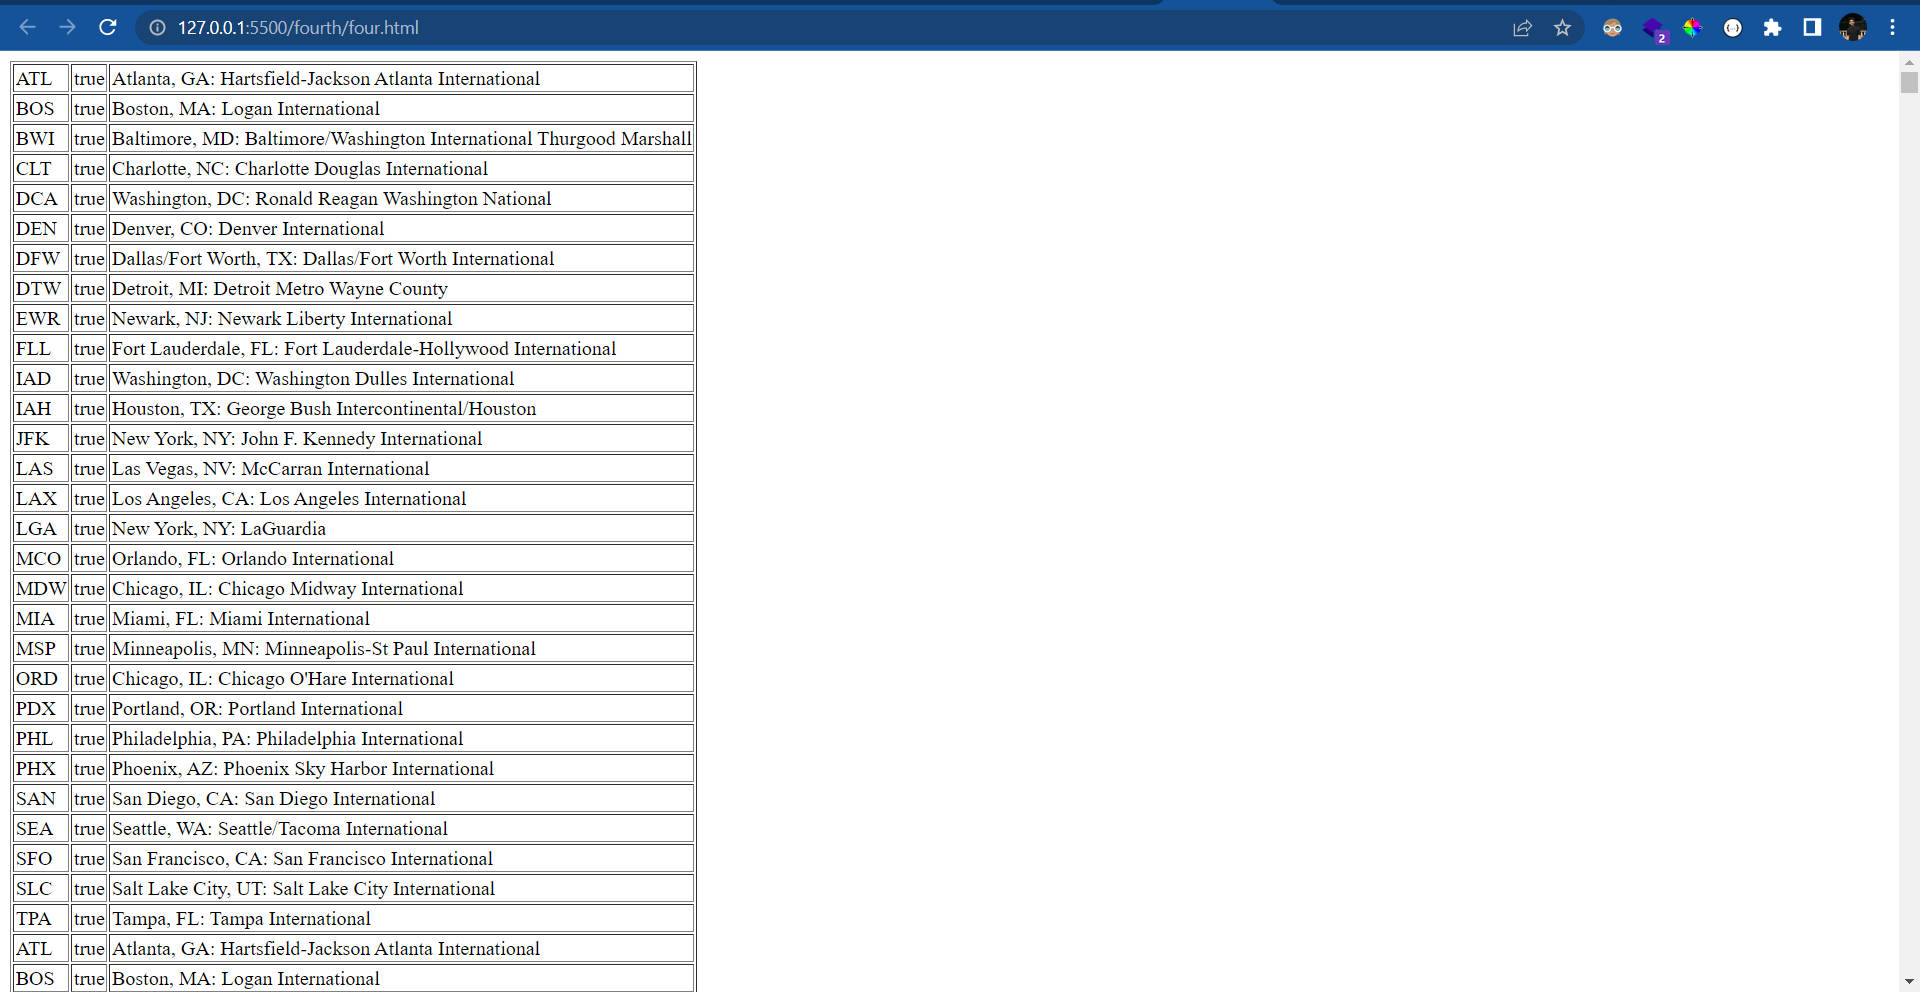 127.0.0.1:5500/fourth/four.html
2
ATL true Atlanta, GA: Hartsfield-Jackson Atlanta International
BOS true Boston, MA: Logan International
BWI true Baltimore, MD: Baltimore/Washington International Thurgood Marshall
CLT true Charlotte, NC: Charlotte Douglas International
DCA true Washington, DC: Ronald Reagan Washington National
DEN true Denver, CO: Denver International
DFW true Dallas/Fort Worth, TX: Dallas/Fort Worth International
DTW true Detroit, MI: Detroit Metro Wayne County
EWR true Newark, NJ: Newark Liberty International
FLL true Fort Lauderdale, FL: Fort Lauderdale-Hollywood International
IAD true Washington, DC: Washington Dulles International
IAH true Houston, TX: George Bush Intercontinental/Houston
JFK true New York, NY: John F. Kennedy International
LAS true Las Vegas, NV: McCarran International
LAX true Los Angeles, CA: Los Angeles International
LGA true New York, NY: LaGuardia
MCO true Orlando, FL: Orlando International
MDW true Chicago, IL: Chicago Midway International
MIA true Miami, FL: Miami International
MSP true Minneapolis, MN: Minneapolis-St Paul International
ORD true Chicago, IL: Chicago O'Hare International
PDX true Portland, OR: Portland International
PHL true Philadelphia, PA: Philadelphia International
PHX true Phoenix, AZ: Phoenix Sky Harbor International
SAN true San Diego, CA: San Diego International
SEA true Seattle, WA: Seattle/Tacoma International
SFO true San Francisco, CA: San Francisco International
SLC true Salt Lake City, UT: Salt Lake City International
TPA true Tampa, FL: Tampa International
ATL true Atlanta, GA: Hartsfield-Jackson Atlanta International
BOS true Boston, MA: Logan International